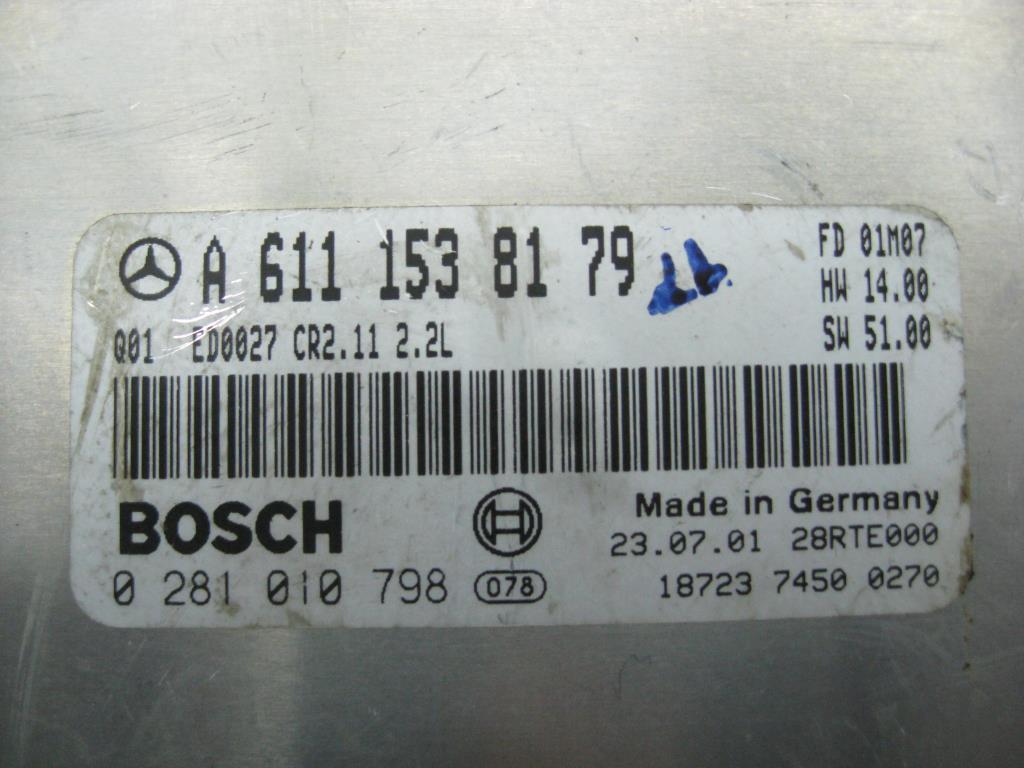 A 611 153 81 79
FD 01M07
HW 14.00
SW 51.00
Q01 ED0027 CR2.11 2.2L
BOSCH
Made in Germany
23.07.01 28RTE000
0 281 010 798 078
18723 7450 0270